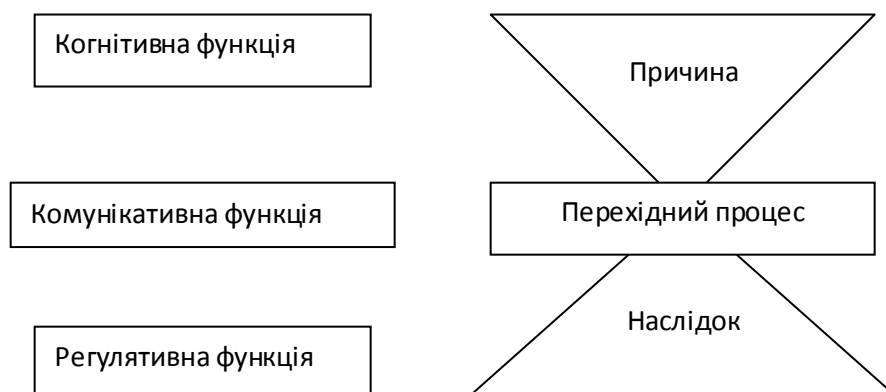 Когнітивна функція
Причина
Комунікативна функція
Перехідний процес
Наслідок
Регулятивна функція